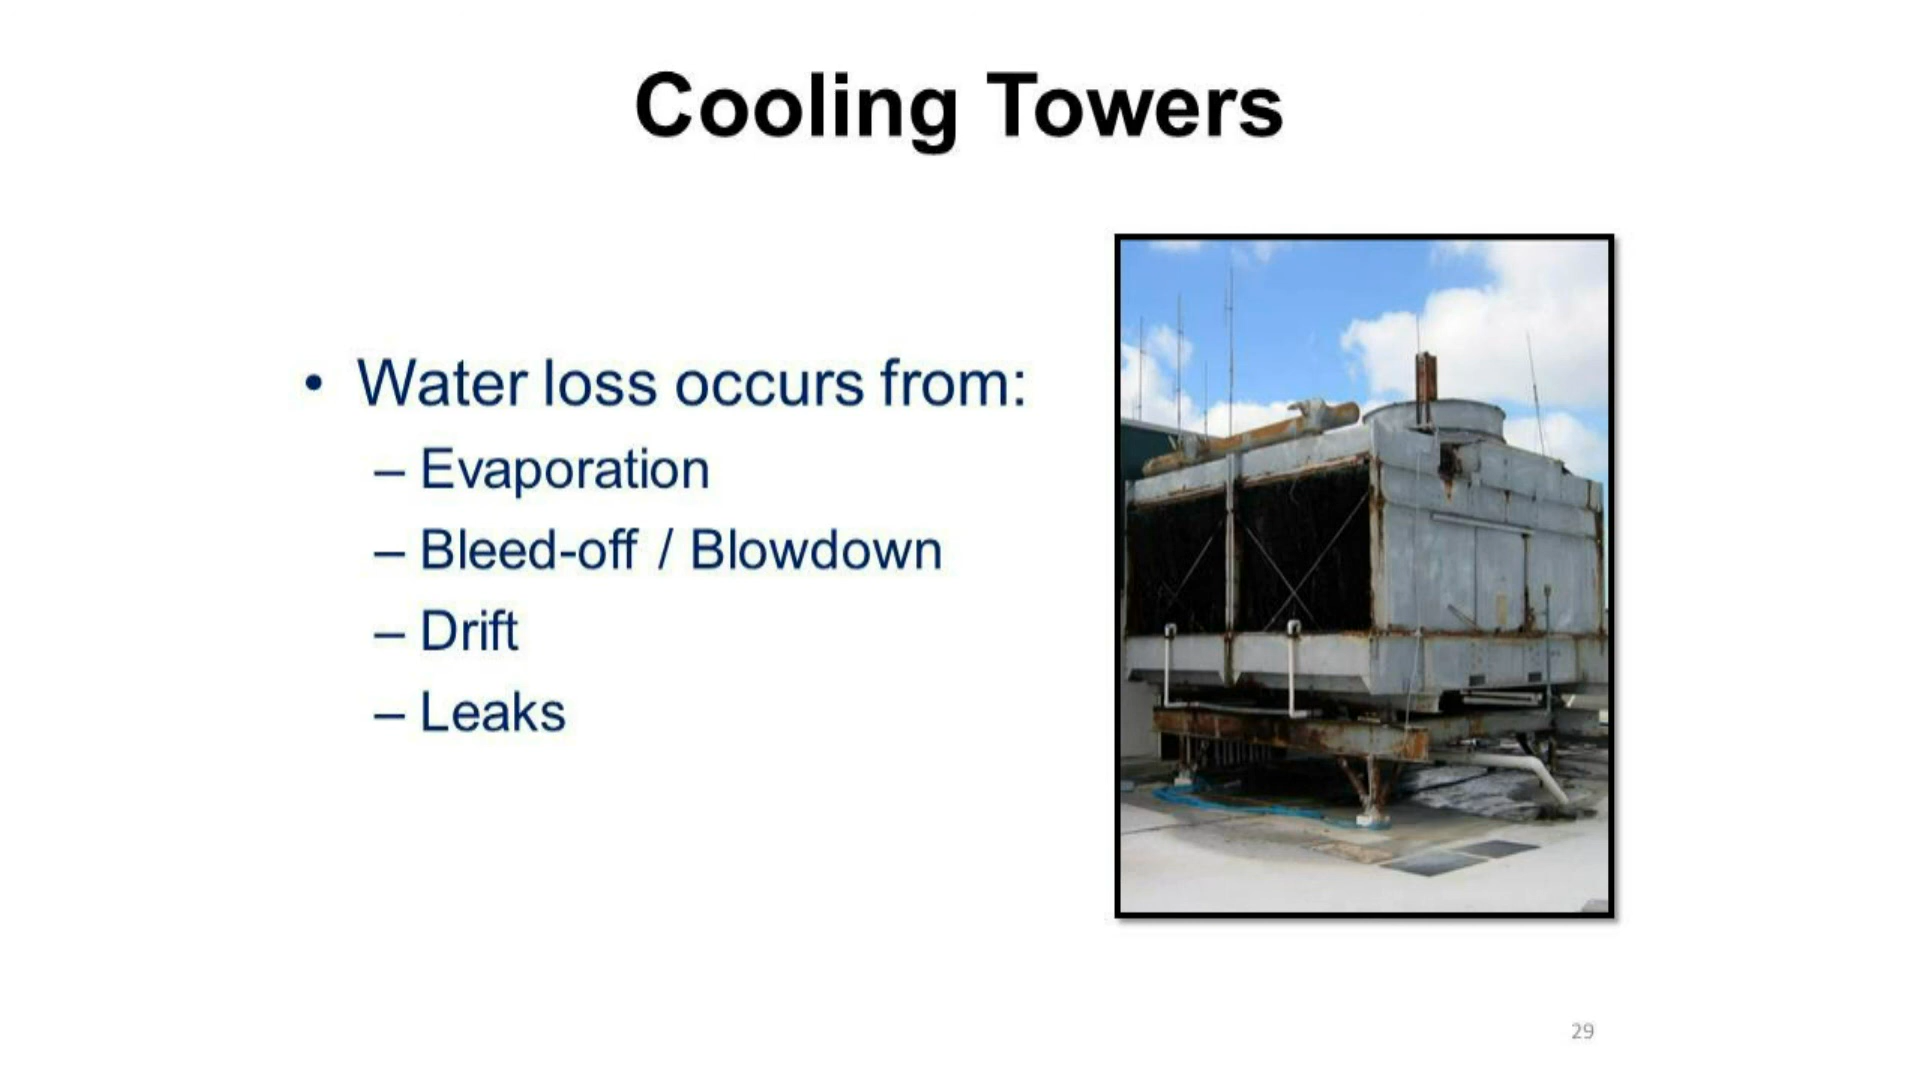 Cooling Towers
• Water loss occurs from:
– Evaporation
– Bleed-off / Blowdown
– Drift
– Leaks
29